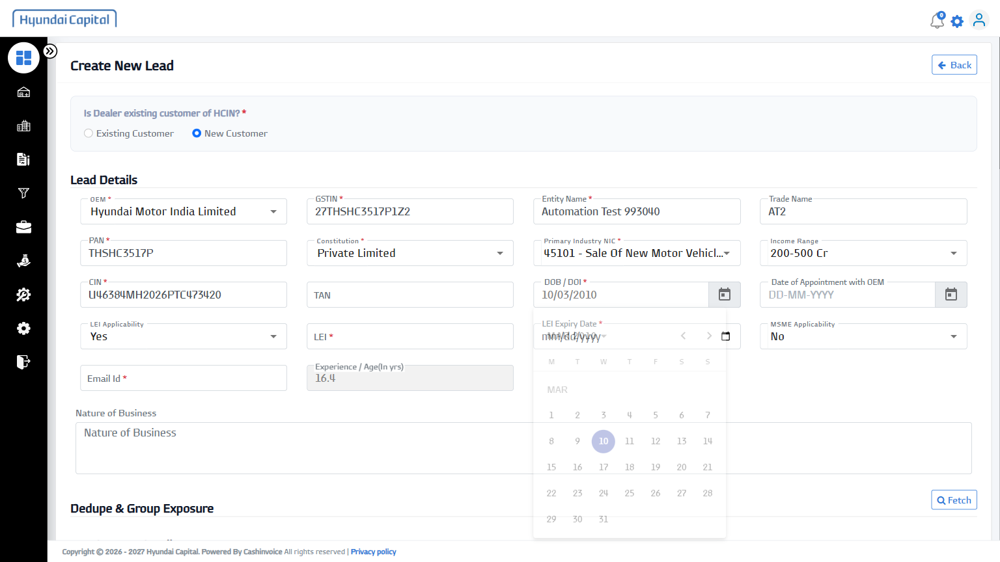 Hyundai Capital
0
Create New Lead
Back
Is Dealer existing customer of HCIN? *
Existing Customer
New Customer
Lead Details
OEM *
Hyundai Motor India Limited
GSTIN *
27THSHC3517P1Z2
Entity Name *
Automation Test 993040
Trade Name
AT2
PAN *
THSHC3517P
Constitution *
Private Limited
Primary Industry NIC *
45101 - Sale Of New Motor Vehicl...
Income Range
200-500 Cr
CIN *
U46384MH2026PTC473420
TAN
DOB / DOI *
10/03/2010
Date of Appointment with OEM
DD-MM-YYYY
LEI Applicability
Yes
LEI *
LEI Expiry Date *
mm/dd/yyyy
MAR 2010
MSME Applicability
No
M T W T F S S
MAR
1 2 3 4 5 6 7
8 9 10 11 12 13 14
15 16 17 18 19 20 21
22 23 24 25 26 27 28
29 30 31
Email Id *
Experience / Age(In yrs)
16.4
Nature of Business
Nature of Business
Dedupe & Group Exposure
Fetch
Copyright © 2026 - 2027 Hyundai Capital. Powered By Cashinvoice All rights reserved | Privacy policy